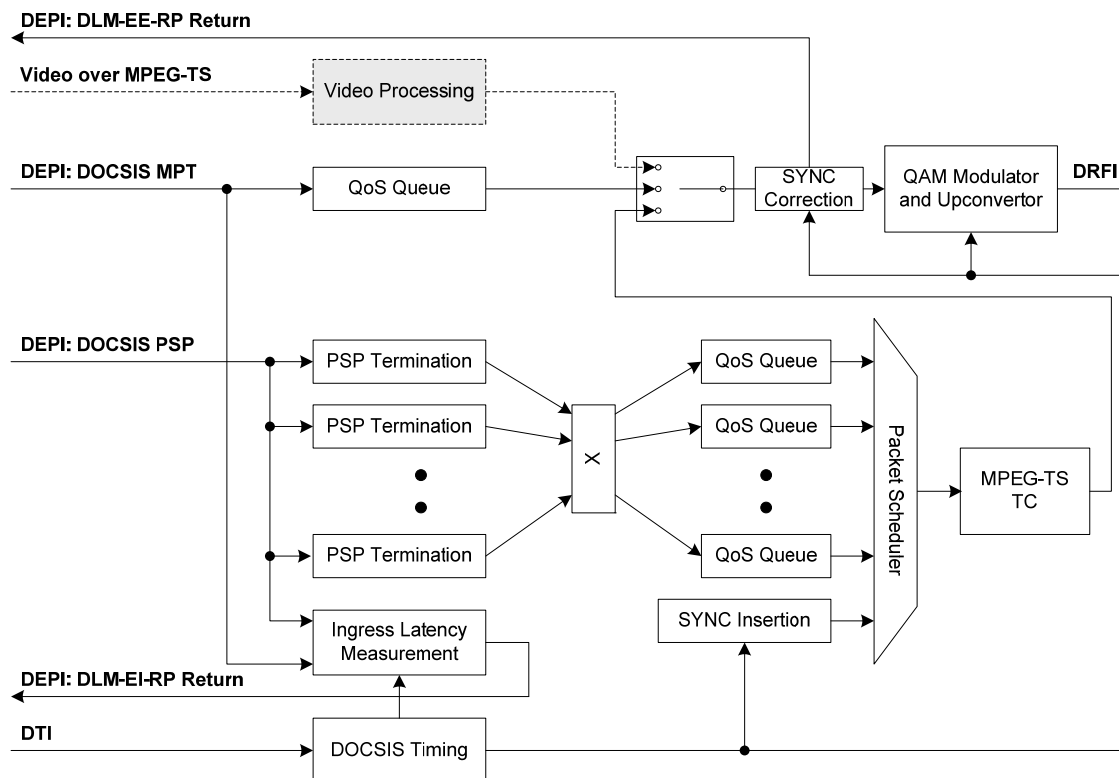 DEPI: DLM-EE-RP Return
Video over MPEG-TS
Video Processing
DEPI: DOCSIS MPT
QoS Queue
SYNC
Correction
QAM Modulator
and Upconvertor
DRFI
DEPI: DOCSIS PSP
PSP Termination
QoS Queue
PSP Termination
QoS Queue
X
Packet Scheduler
MPEG-TS
TC
PSP Termination
QoS Queue
Ingress Latency
Measurement
SYNC Insertion
DEPI: DLM-EI-RP Return
DTI
DOCSIS Timing